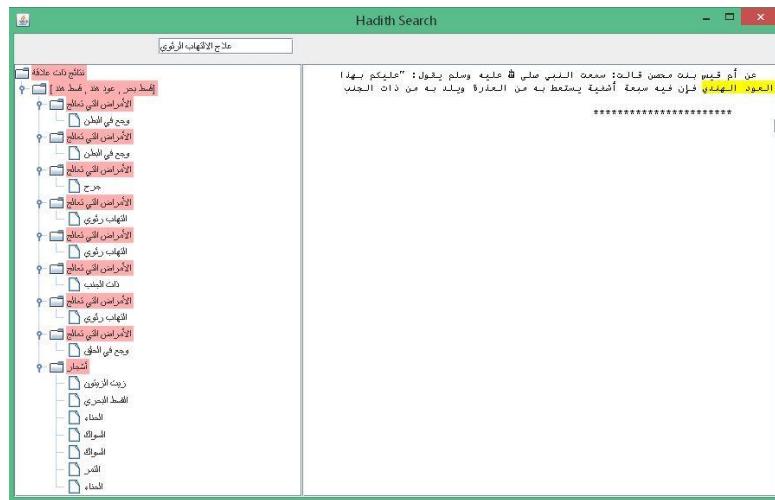 Hadith Search
علاج الالتهاب الرئوي
نتائج ذات علاقة
[قسط بحر , عود هند , قسط هند ]
الأمراض التي تعالج
وجع في البطن
الأمراض التي تعالج
وجع في البطن
الأمراض التي تعالج
جرح
الأمراض التي تعالج
التهاب رئوي
الأمراض التي تعالج
التهاب رئوي
الأمراض التي تعالج
ذات الجنب
الأمراض التي تعالج
التهاب رئوي
الأمراض التي تعالج
وجع في الحلق
أشجار
زيت الزيتون
القسط البحري
الحناء
السواك
السواك
التمر
الحناء
عن أم قيس بنت محصن قالت: سمعت النبي صلى الله عليه وسلم يقول: "عليكم بهذا
العود الهندي فإن فيه سبعة أشفية يستعط به من العذرة ويلد به من ذات الجنب
***********************